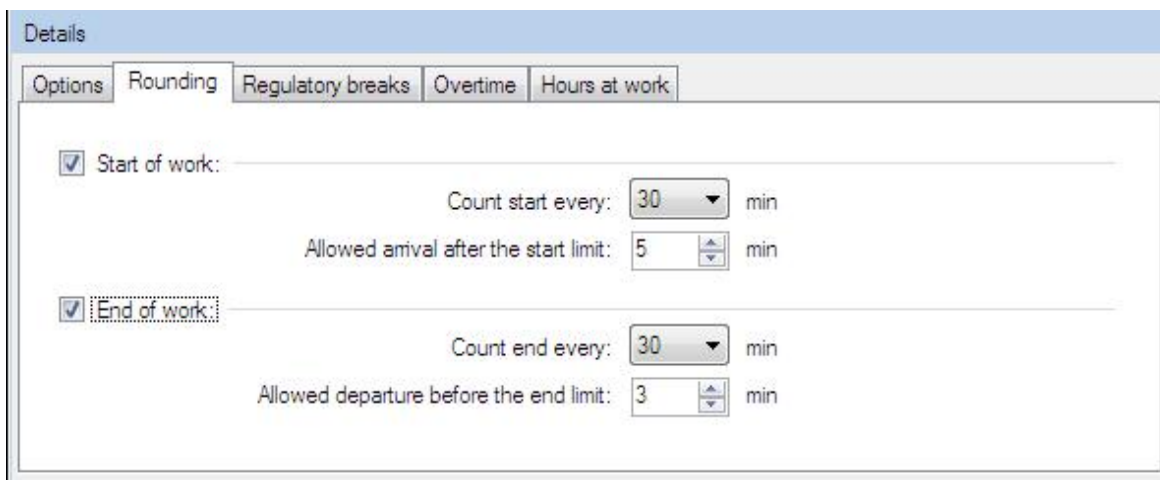 Details
Options Rounding Regulatory breaks Overtime Hours at work
Start of work:
Count start every: 30 min
Allowed arrival after the start limit: 5 min
End of work:
Count end every: 30 min
Allowed departure before the end limit: 3 min